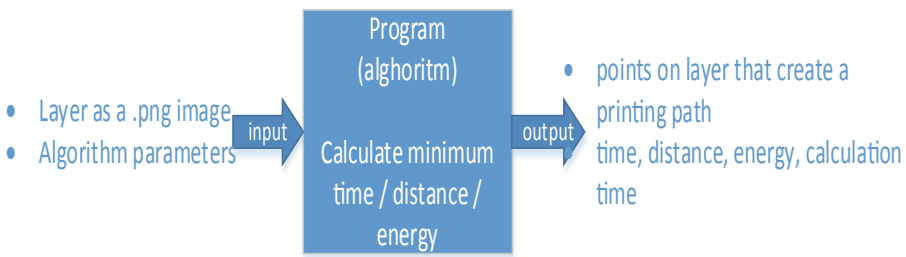 • Layer as a .png image
• Algorithm parameters
input
Program
(alghoritm)
Calculate minimum
time / distance /
energy
output
• points on layer that create a
printing path
• time, distance, energy, calculation
time